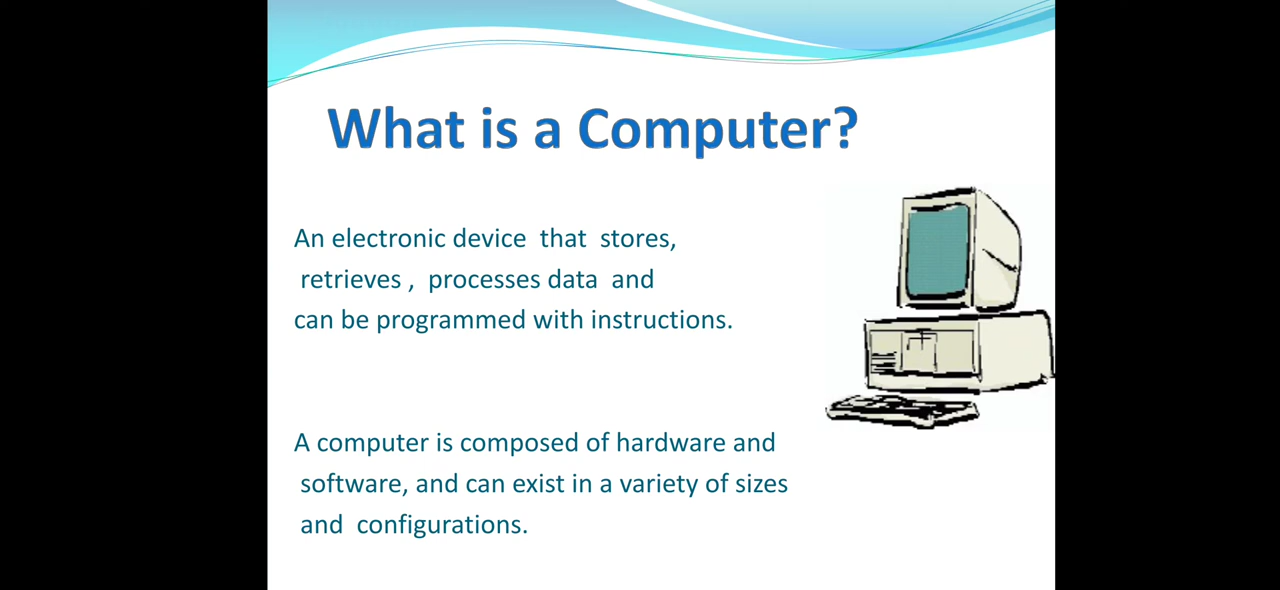 What is a Computer?
An electronic device that stores,
retrieves , processes data and
can be programmed with instructions.
A computer is composed of hardware and
software, and can exist in a variety of sizes
and configurations.